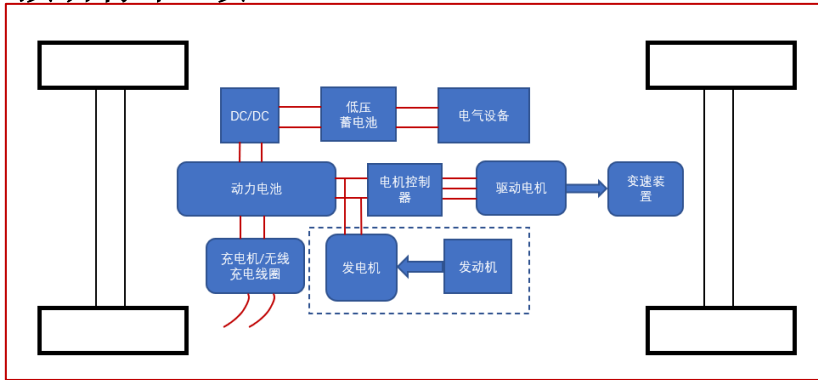 DC/DC
低压
蓄电池
电气设备
动力电池
电机控制
器
驱动电机
变速装
置
充电机/无线
充电线圈
发电机
发动机